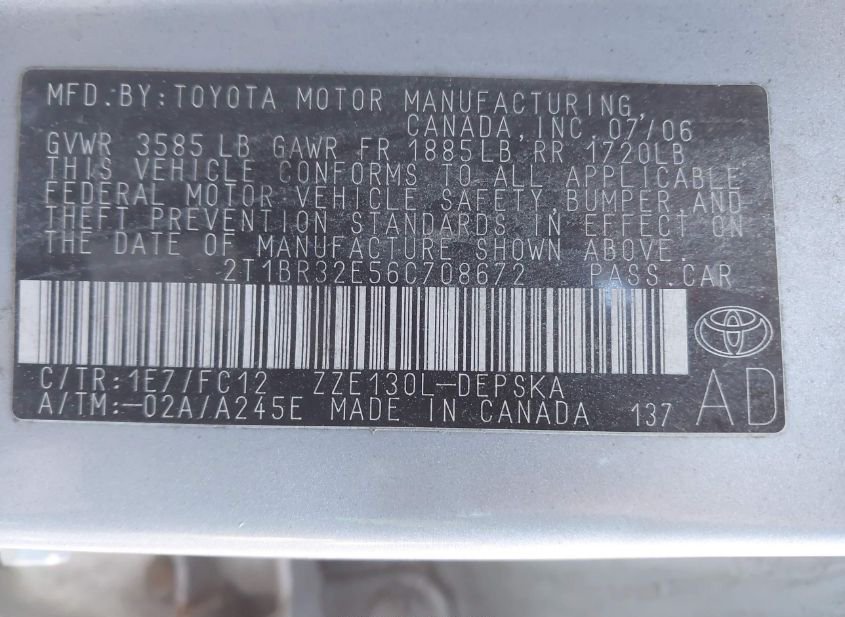 MFD.BY:TOYOTA MOTOR MANUFACTURING,
CANADA,INC.07/06
GVWR 3585LB GAWR FR 1885LB RR 1720LB
THIS VEHICLE CONFORMS TO ALL APPLICABLE
FEDERAL MOTOR VEHICLE SAFETY,BUMPER,AND
THEFT PREVENTION STANDARDS IN EFFECT ON
THE DATE OF MANUFACTURE SHOWN ABOVE.
2T1BR32E56C708672 PASS.CAR
C/TR:1E7/FC12 ZZE130L-DEPSKA
A/TM:-02A/A245E MADE IN CANADA 137 AD